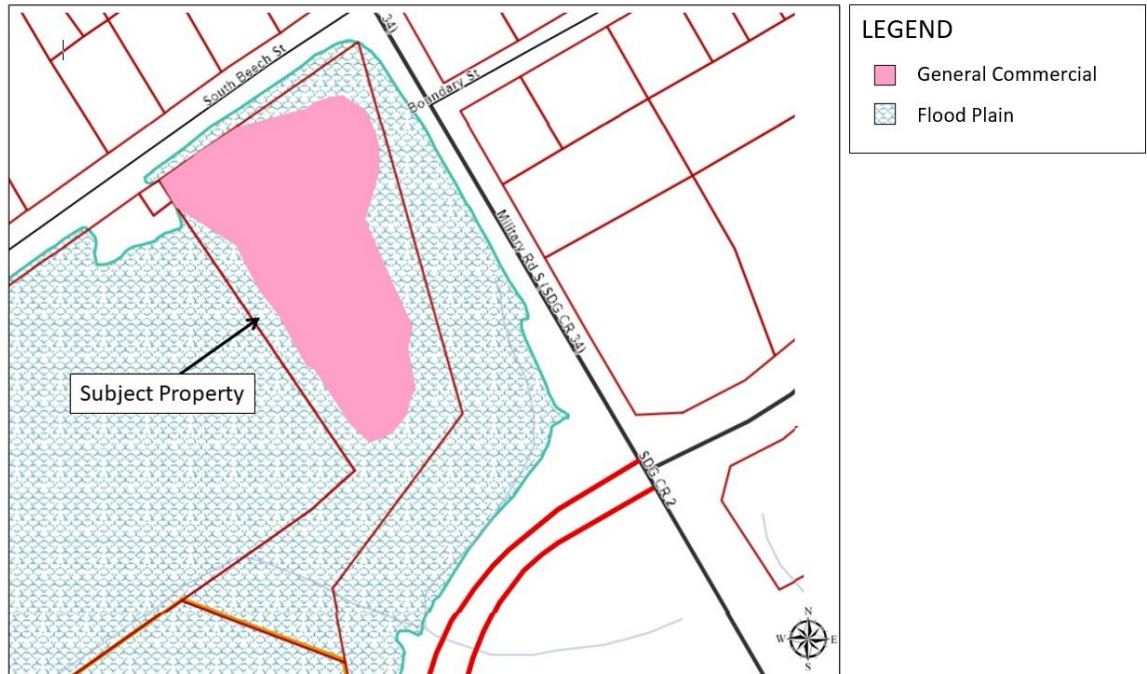 34)
South Beech St
Boundary St
Military Rd S (SDG CR 34)
Subject Property
SDG CR 2
N
W E
S
LEGEND
General Commercial
Flood Plain